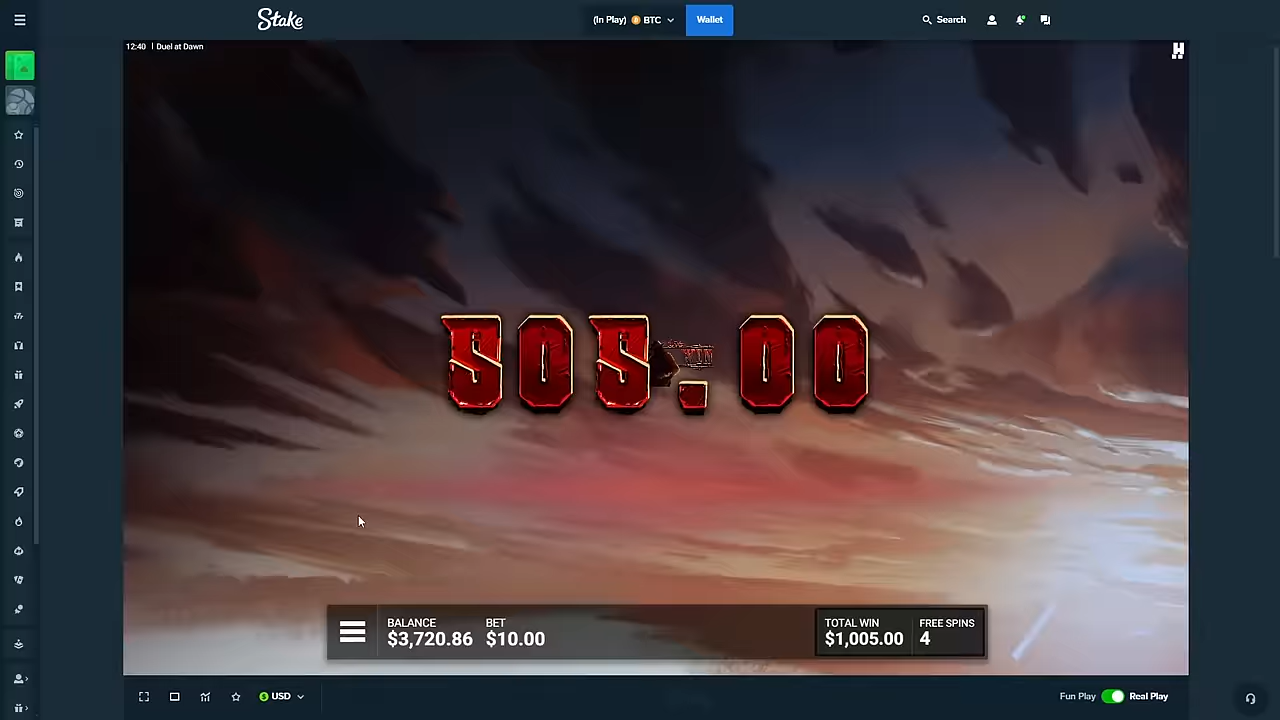 Stake
(In Play) BTC
Wallet
Search
12:40 | Duel at Dawn
505.00
WIN
BALANCE
$3,720.86
BET
$10.00
TOTAL WIN
$1,005.00
FREE SPINS
4
USD
Fun Play
Real Play